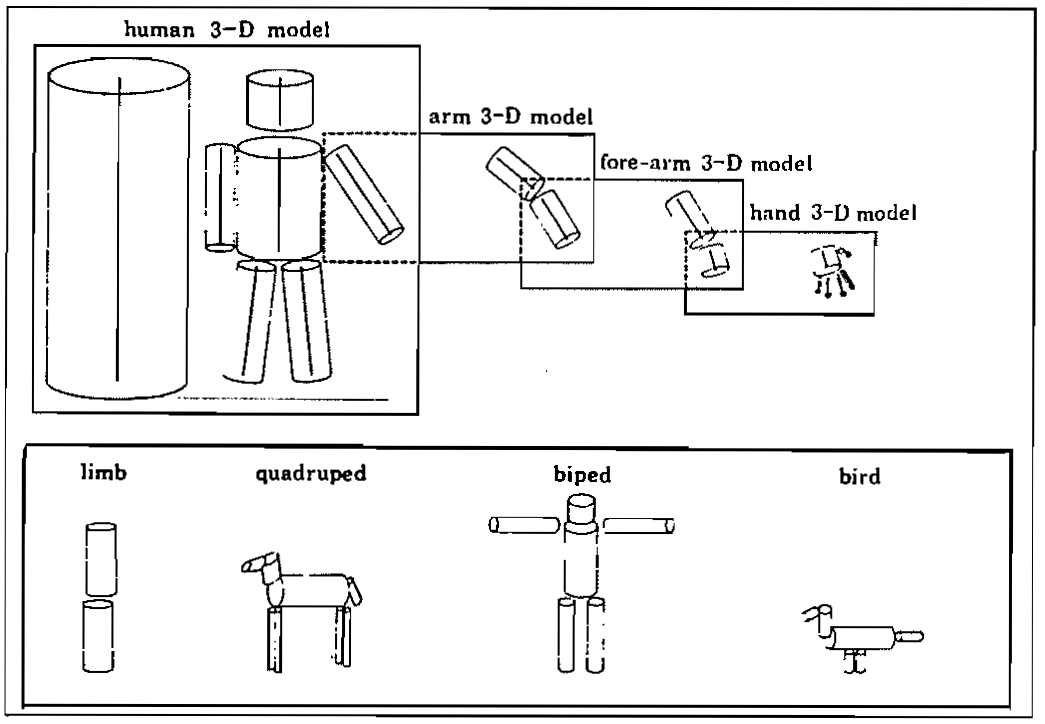 human 3-D model
arm 3-D model
fore-arm 3-D model
hand 3-D model
limb
quadruped
biped
bird